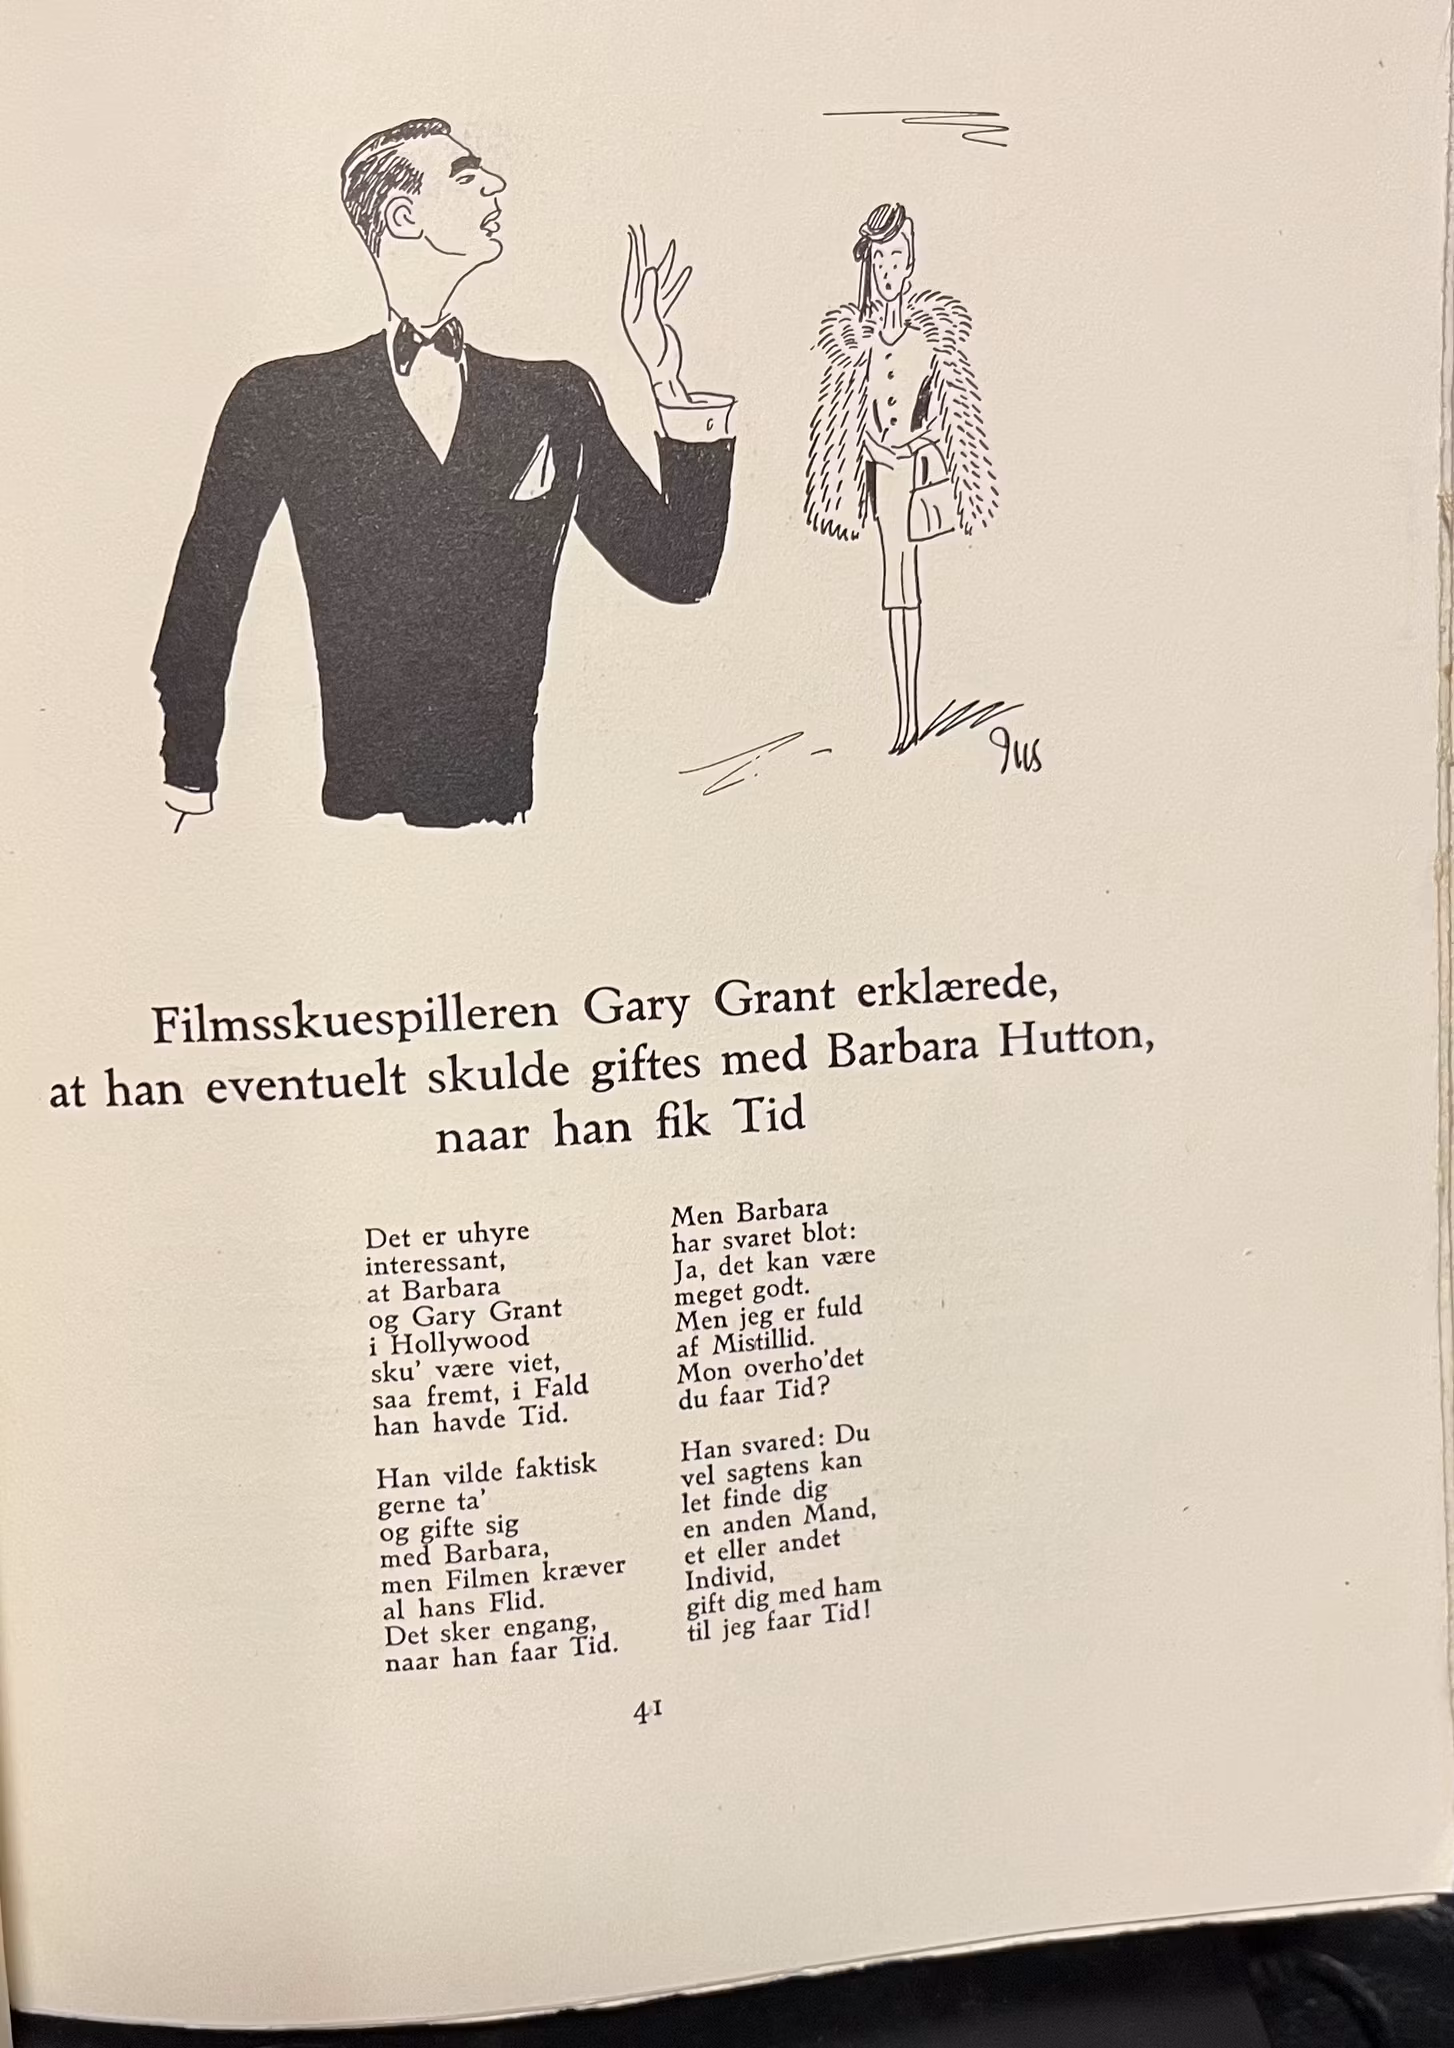 Ius
Filmsskuespilleren Gary Grant erklærede,
at han eventuelt skulde giftes med Barbara Hutton,
naar han fik Tid
Det er uhyre
interessant,
at Barbara
og Gary Grant
i Hollywood
sku' være viet,
saa fremt, i Fald
han havde Tid.
Han vilde faktisk
gerne ta'
og gifte sig
med Barbara,
men Filmen kræver
al hans Flid.
Det sker engang,
naar han faar Tid.
Men Barbara
har svaret blot:
Ja, det kan være
meget godt.
Men jeg er fuld
af Mistillid.
Mon overho'det
du faar Tid?
Han svared: Du
vel sagtens kan
let finde dig
en anden Mand,
et eller andet
Individ,
gift dig med ham
til jeg faar Tid!
41